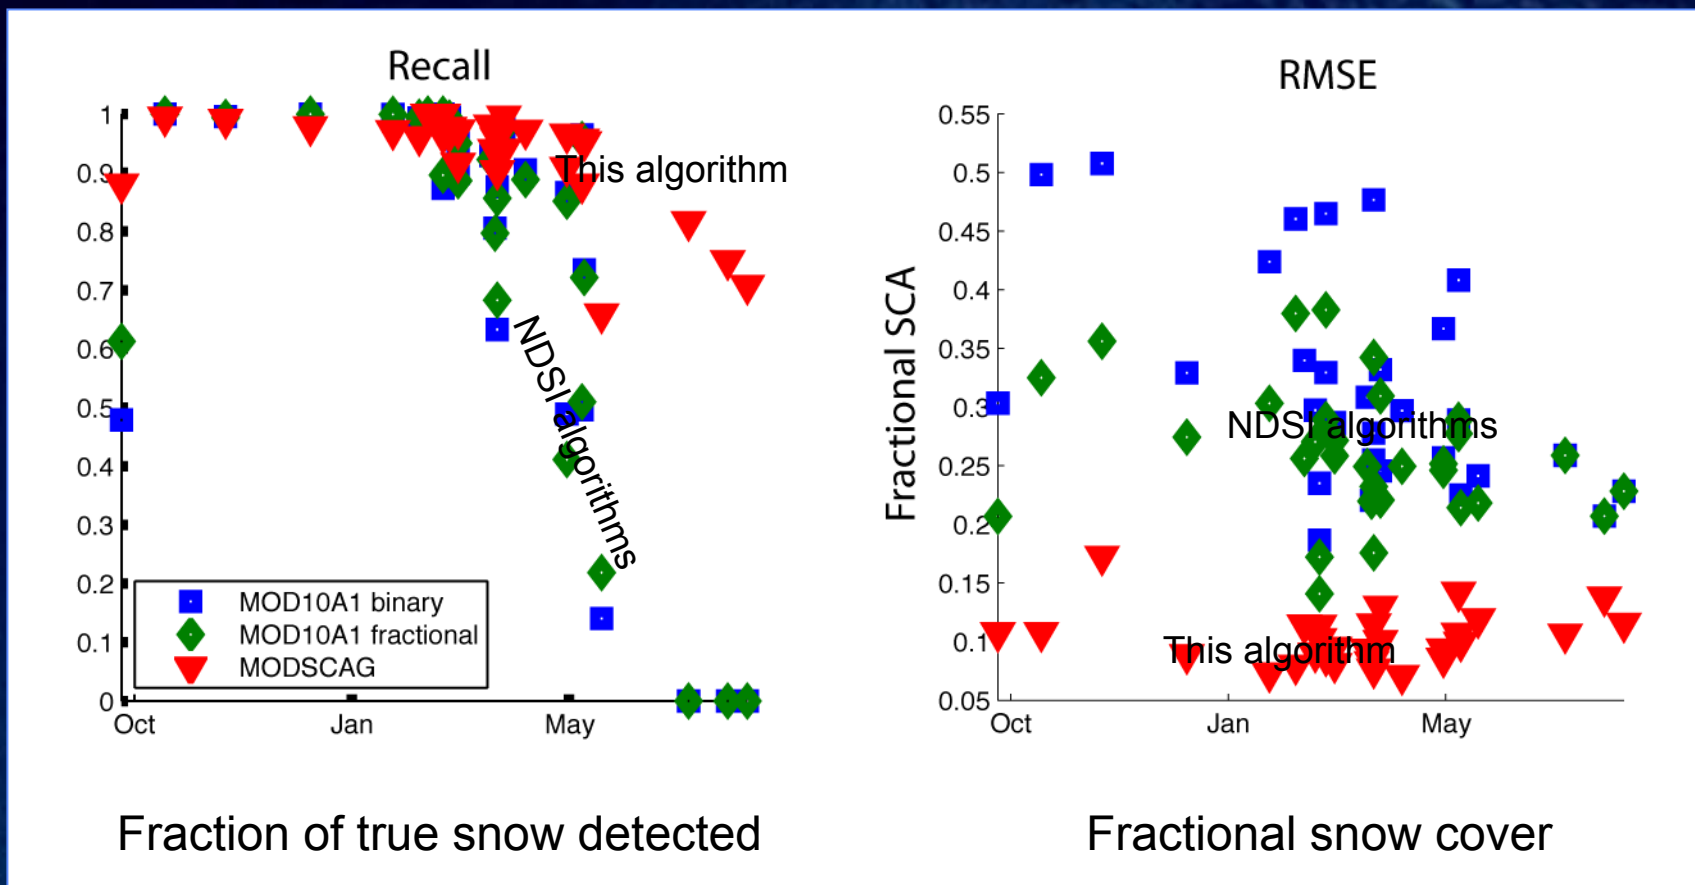 Recall
1
0.9
0.8
0.7
0.6
0.5
0.4
0.3
0.2
0.1
0
Oct Jan May
This algorithm
NDSI algorithms
MOD10A1 binary
MOD10A1 fractional
MODSCAG
Fraction of true snow detected
RMSE
Fractional SCA
0.55
0.5
0.45
0.4
0.35
0.3
0.25
0.2
0.15
0.1
0.05
Oct Jan May
NDSI algorithms
This algorithm
Fractional snow cover